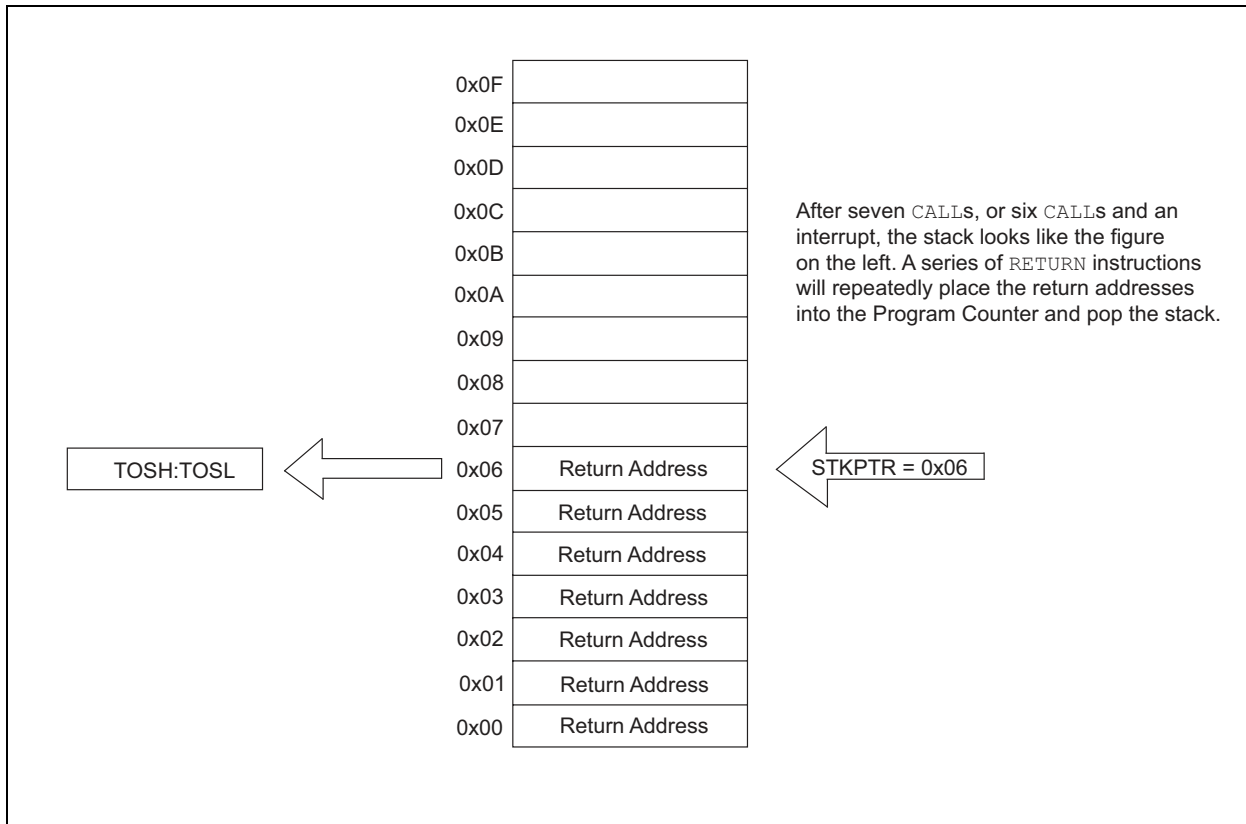 0x0F
0x0E
0x0D
0x0C
0x0B
0x0A
0x09
0x08
0x07
After seven CALLs, or six CALLs and an
interrupt, the stack looks like the figure
on the left. A series of RETURN instructions
will repeatedly place the return addresses
into the Program Counter and pop the stack.
TOSH:TOSL
0x06 Return Address
STKPTR = 0x06
0x05 Return Address
0x04 Return Address
0x03 Return Address
0x02 Return Address
0x01 Return Address
0x00 Return Address